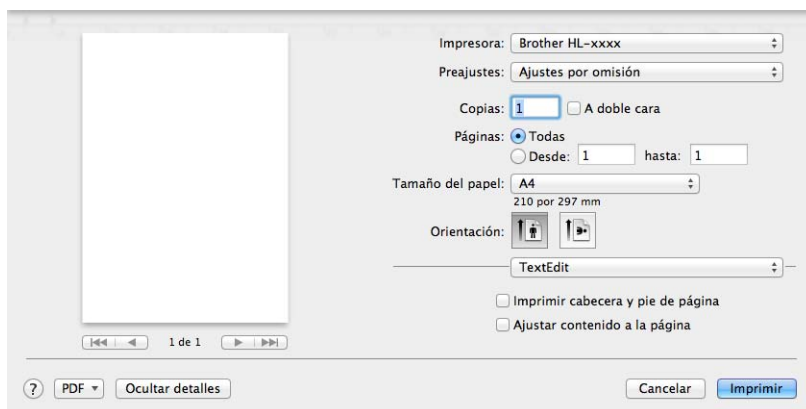 Impresora: Brother HL-xxxx
Preajustes: Ajustes por omisión
Copias: 1 A doble cara
Páginas: Todas
Desde: 1 hasta: 1
Tamaño del papel: A4
210 por 297 mm
Orientación:
TextEdit
Imprimir cabecera y pie de página
Ajustar contenido a la página
1 de 1
? PDF Ocultar detalles Cancelar Imprimir